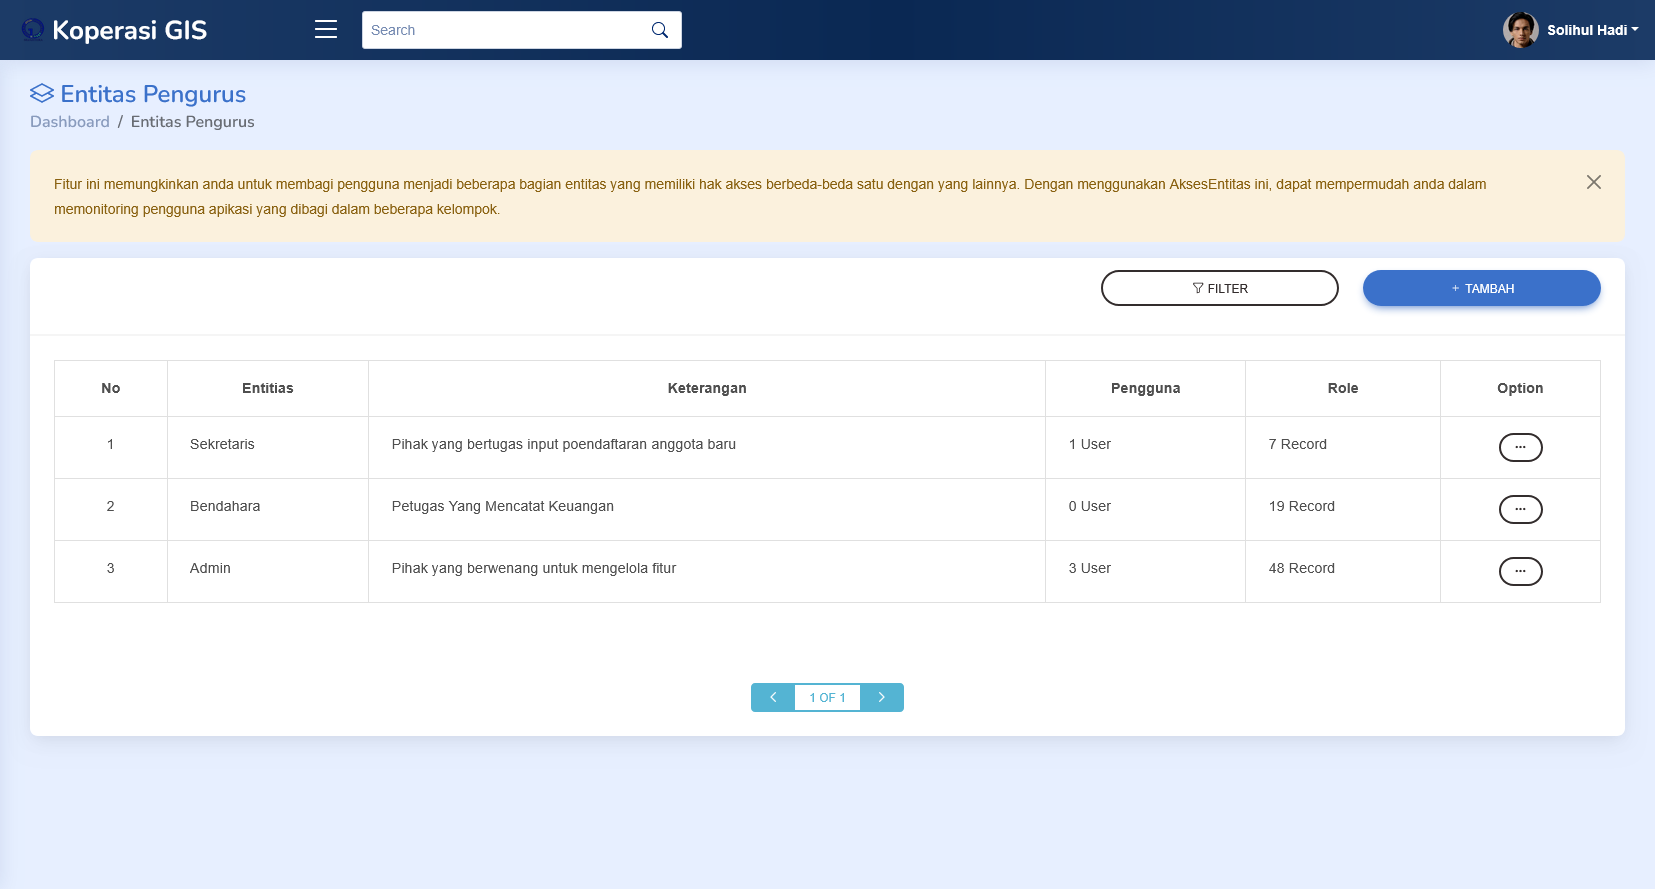 Koperasi GIS
Search
Solihul Hadi
Entitas Pengurus
Dashboard / Entitas Pengurus
Fitur ini memungkinkan anda untuk membagi pengguna menjadi beberapa bagian entitas yang memiliki hak akses berbeda-beda satu dengan yang lainnya. Dengan menggunakan AksesEntitas ini, dapat mempermudah anda dalam
memonitoring pengguna apikasi yang dibagi dalam beberapa kelompok.
FILTER
+ TAMBAH
No Entitias Keterangan Pengguna Role Option
1 Sekretaris Pihak yang bertugas input poendaftaran anggota baru 1 User 7 Record ...
2 Bendahara Petugas Yang Mencatat Keuangan 0 User 19 Record ...
3 Admin Pihak yang berwenang untuk mengelola fitur 3 User 48 Record ...
1 OF 1